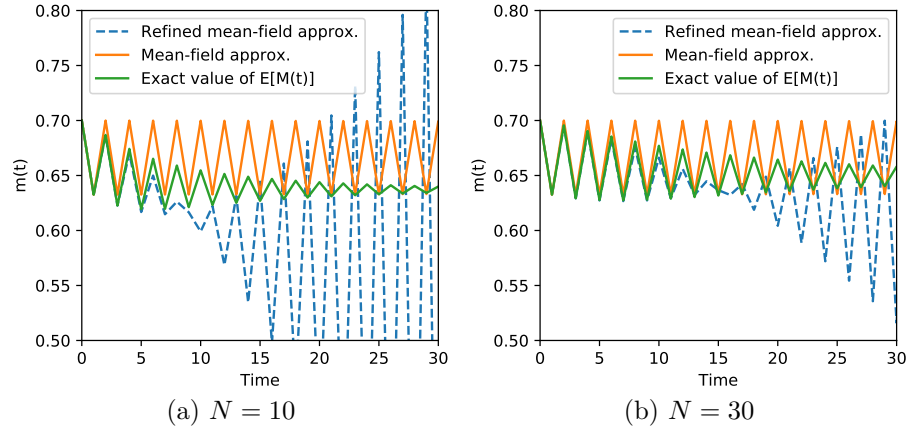 0.80
0.75
0.70
0.65
0.60
0.55
0.50
m(t)
Refined mean-field approx.
Mean-field approx.
Exact value of E[M(t)]
0 5 10 15 20 25 30
Time
(a) N = 10
0.80
0.75
0.70
0.65
0.60
0.55
0.50
m(t)
Refined mean-field approx.
Mean-field approx.
Exact value of E[M(t)]
0 5 10 15 20 25 30
Time
(b) N = 30